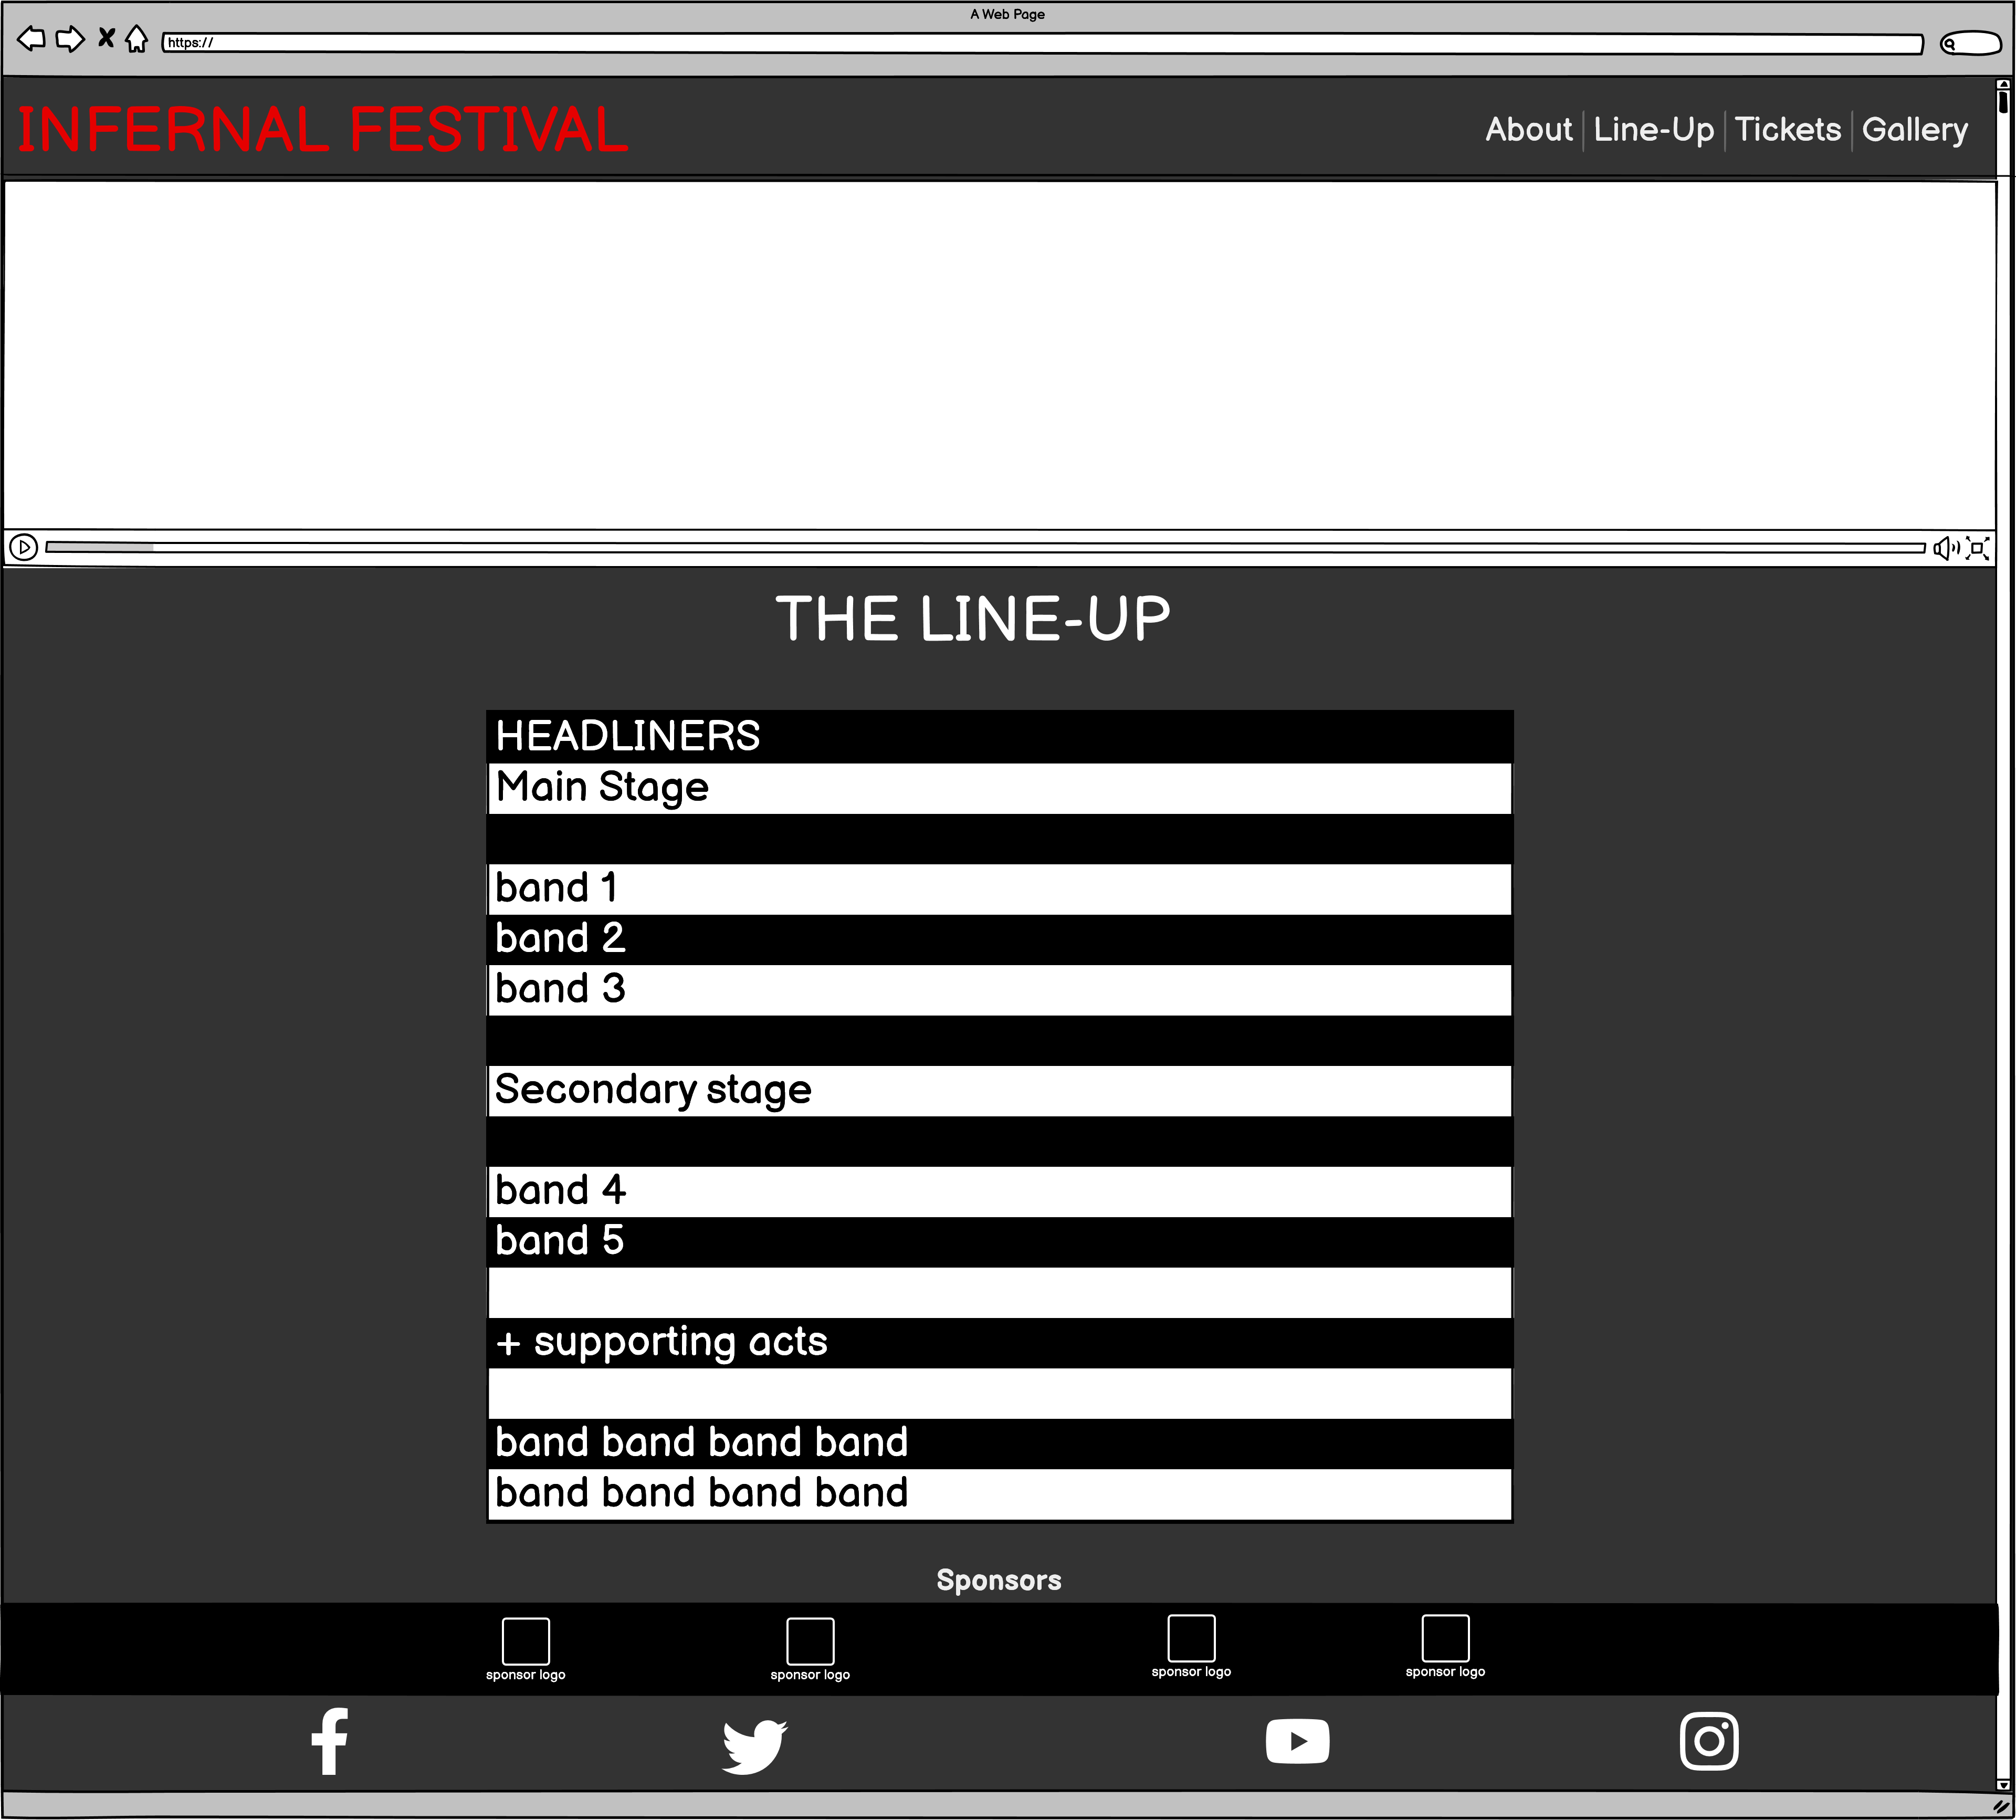 A Web Page
https://
INFERNAL FESTIVAL
About Line-Up Tickets Gallery
THE LINE-UP
HEADLINERS
Main Stage
band 1
band 2
band 3
Secondary stage
band 4
band 5
+ supporting acts
band band band band
band band band band
Sponsors
sponsor logo sponsor logo sponsor logo sponsor logo